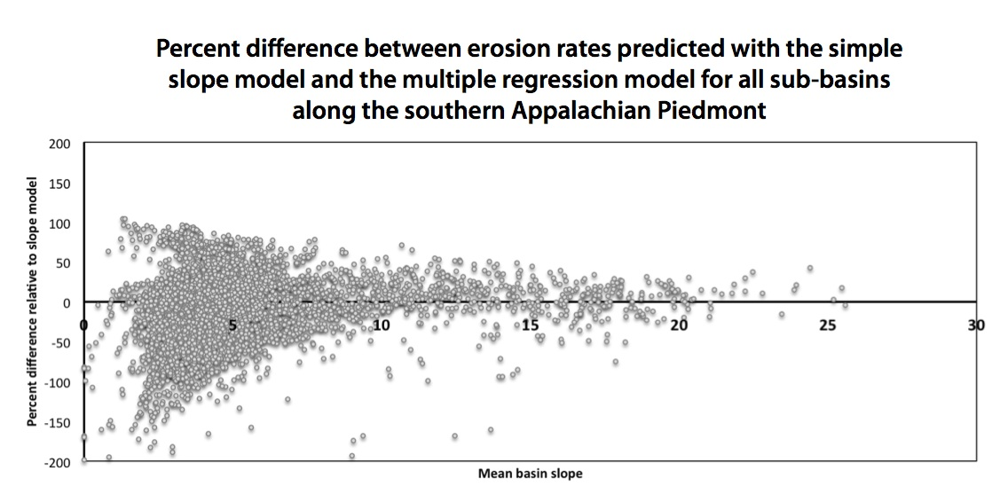 Percent difference between erosion rates predicted with the simple
slope model and the multiple regression model for all sub-basins
along the southern Appalachian Piedmont
Percent difference relative to slope model
200
150
100
50
0
-50
-100
-150
-200
0 5 10 15 20 25 30
Mean basin slope